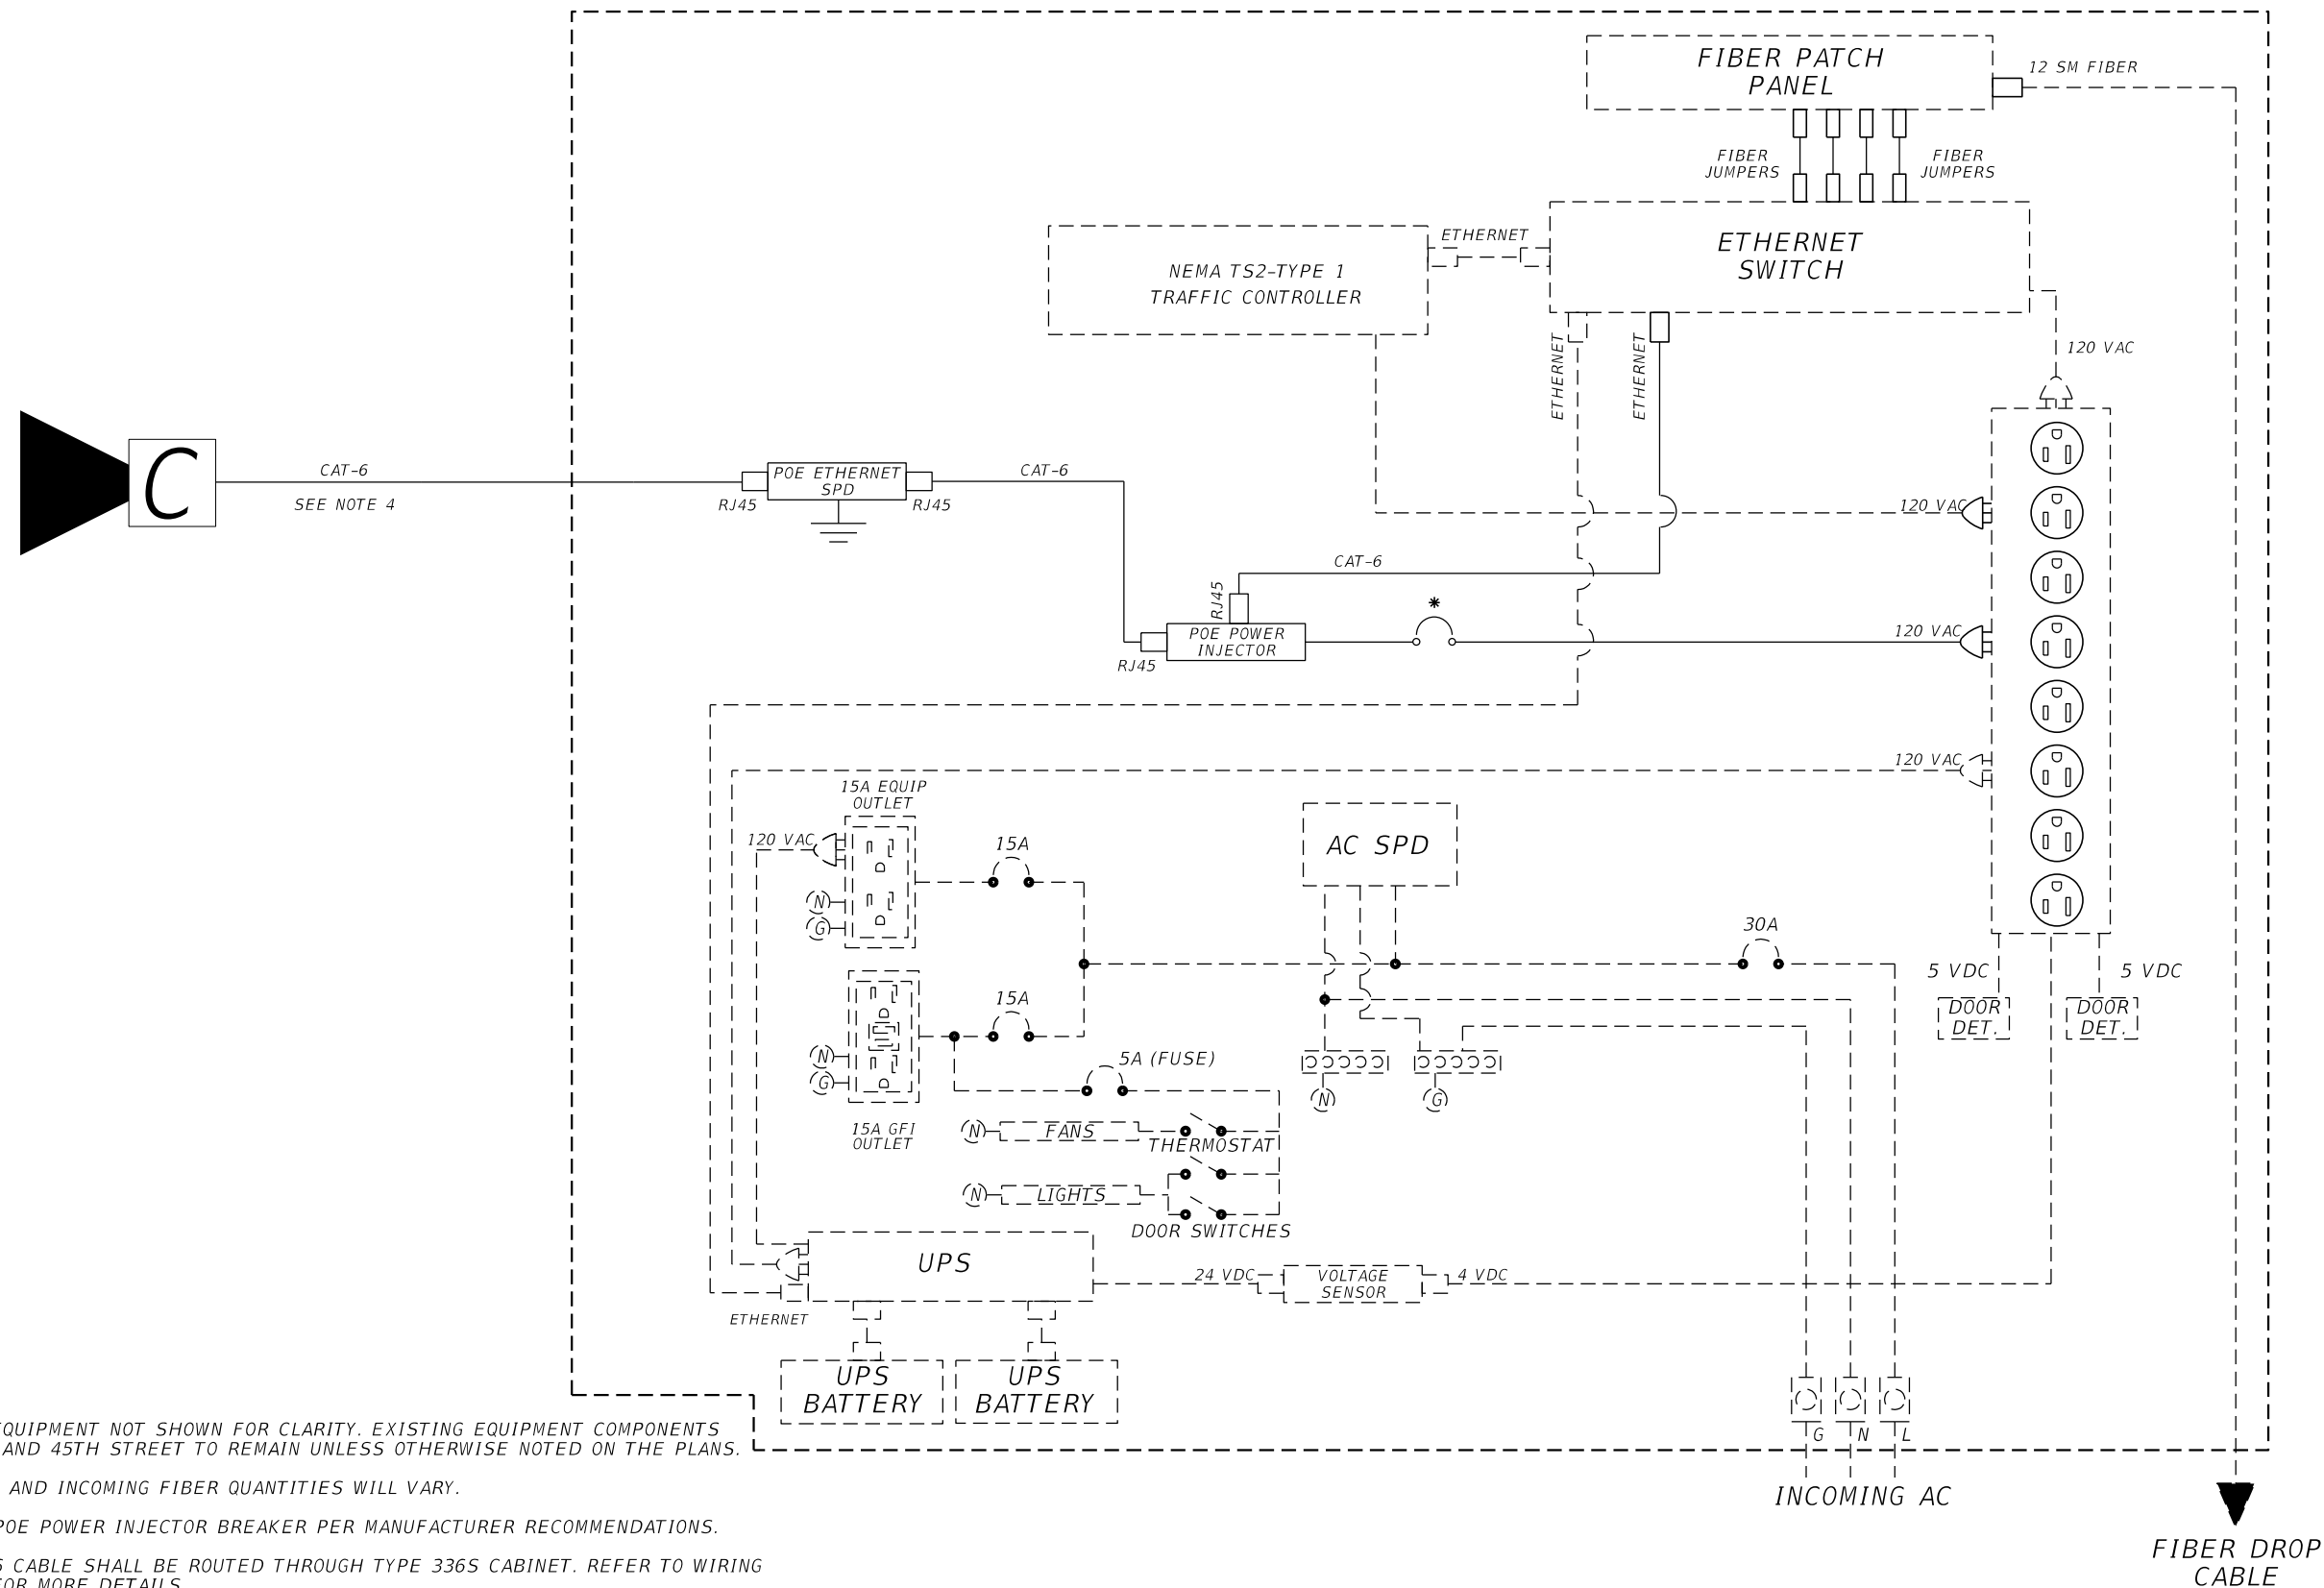 FIBER PATCH
PANEL
12 SM FIBER
FIBER
JUMPERS
FIBER
JUMPERS
ETHERNET
ETHERNET
SWITCH
NEMA TS2-TYPE 1
TRAFFIC CONTROLLER
ETHERNET
ETHERNET
120 VAC
C
CAT-6
SEE NOTE 4
POE ETHERNET
SPD
RJ45
RJ45
CAT-6
120 VAC
CAT-6
RJ45
*
POE POWER
INJECTOR
RJ45
120 VAC
120 VAC
15A EQUIP
OUTLET
120 VAC
N
G
15A
AC SPD
30A
5 VDC
5 VDC
DOOR
DET.
DOOR
DET.
15A
N
G
15A GFI
OUTLET
5A (FUSE)
N
G
N
FANS
THERMOSTAT
N
LIGHTS
DOOR SWITCHES
UPS
24 VDC
VOLTAGE
SENSOR
4 VDC
ETHERNET
UPS
BATTERY
UPS
BATTERY
G
N
L
INCOMING AC
FIBER DROP
CABLE
EQUIPMENT NOT SHOWN FOR CLARITY. EXISTING EQUIPMENT COMPONENTS
AND 45TH STREET TO REMAIN UNLESS OTHERWISE NOTED ON THE PLANS.
AND INCOMING FIBER QUANTITIES WILL VARY.
POE POWER INJECTOR BREAKER PER MANUFACTURER RECOMMENDATIONS.
CABLE SHALL BE ROUTED THROUGH TYPE 336S CABINET. REFER TO WIRING
FOR MORE DETAILS